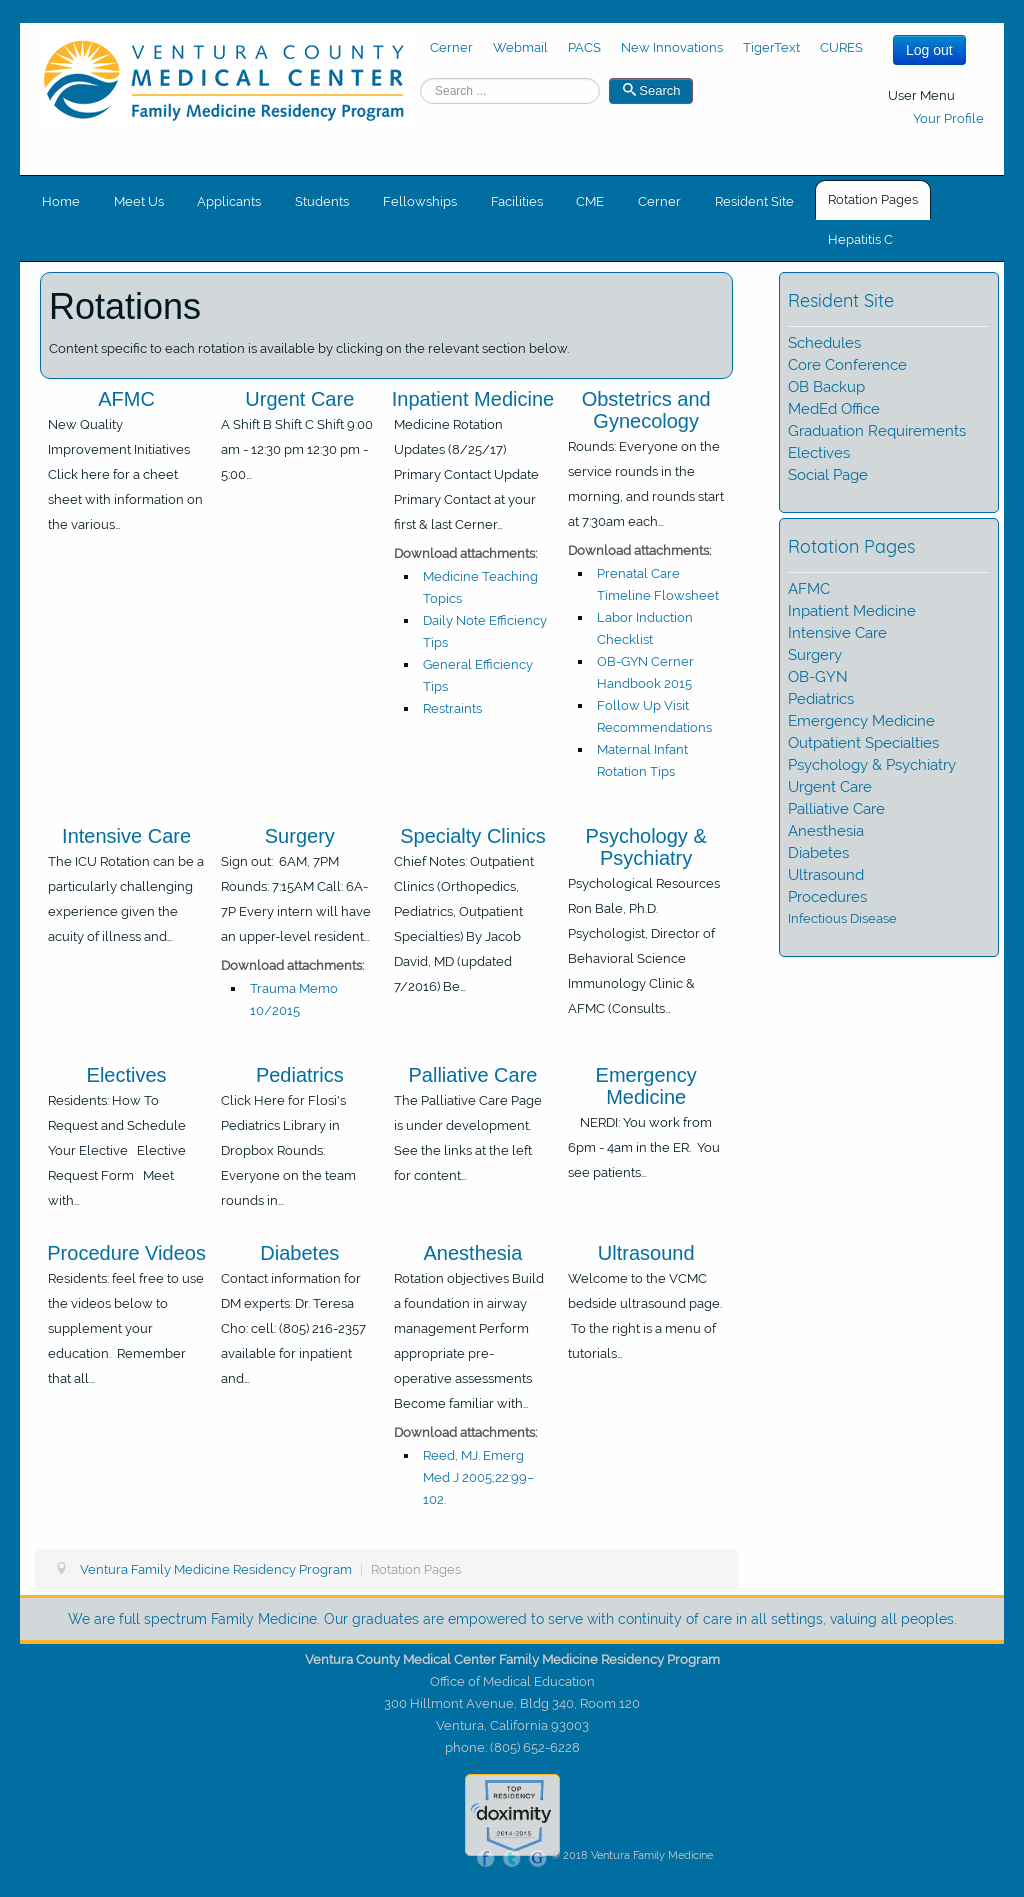 VENTURA COUNTY
MEDICAL CENTER
Family Medicine Residency Program
Cerner Webmail PACS New Innovations TigerText CURES
Search ...
Search
Log out
User Menu
Your Profile
Home Meet Us Applicants Students Fellowships Facilities CME Cerner Resident Site Rotation Pages
Hepatitis C
Rotations
Content specific to each rotation is available by clicking on the relevant section below.
AFMC
New Quality
Improvement Initiatives
Click here for a cheet
sheet with information on
the various...
Urgent Care
A Shift B Shift C Shift 9:00
am - 12:30 pm 12:30 pm -
5:00...
Inpatient Medicine
Medicine Rotation
Updates (8/25/17)
Primary Contact Update
Primary Contact at your
first & last Cerner...
Download attachments:
Medicine Teaching
Topics
Daily Note Efficiency
Tips
General Efficiency
Tips
Restraints
Obstetrics and
Gynecology
Rounds: Everyone on the
service rounds in the
morning, and rounds start
at 7:30am each...
Download attachments:
Prenatal Care
Timeline Flowsheet
Labor Induction
Checklist
OB-GYN Cerner
Handbook 2015
Follow Up Visit
Recommendations
Maternal Infant
Rotation Tips
Intensive Care
The ICU Rotation can be a
particularly challenging
experience given the
acuity of illness and...
Surgery
Sign out:  6AM, 7PM
Rounds: 7:15AM Call: 6A-
7P Every intern will have
an upper-level resident...
Download attachments:
Trauma Memo
10/2015
Specialty Clinics
Chief Notes: Outpatient
Clinics (Orthopedics,
Pediatrics, Outpatient
Specialties) By Jacob
David, MD (updated
7/2016) Be...
Psychology &
Psychiatry
Psychological Resources
Ron Bale, Ph.D.
Psychologist, Director of
Behavioral Science
Immunology Clinic &
AFMC (Consults...
Electives
Residents: How To
Request and Schedule
Your Elective   Elective
Request Form   Meet
with...
Pediatrics
Click Here for Flosi's
Pediatrics Library in
Dropbox Rounds:
Everyone on the team
rounds in...
Palliative Care
The Palliative Care Page
is under development.
See the links at the left
for content...
Emergency
Medicine
NERDI: You work from
6pm - 4am in the ER.  You
see patients...
Procedure Videos
Residents: feel free to use
the videos below to
supplement your
education.  Remember
that all...
Diabetes
Contact information for
DM experts: Dr. Teresa
Cho: cell: (805) 216-2357
available for inpatient
and...
Anesthesia
Rotation objectives Build
a foundation in airway
management Perform
appropriate pre-
operative assessments
Become familiar with...
Download attachments:
Reed, MJ. Emerg
Med J 2005;22:99–
102.
Ultrasound
Welcome to the VCMC
bedside ultrasound page.
To the right is a menu of
tutorials...
Resident Site
Schedules
Core Conference
OB Backup
MedEd Office
Graduation Requirements
Electives
Social Page
Rotation Pages
AFMC
Inpatient Medicine
Intensive Care
Surgery
OB-GYN
Pediatrics
Emergency Medicine
Outpatient Specialties
Psychology & Psychiatry
Urgent Care
Palliative Care
Anesthesia
Diabetes
Ultrasound
Procedures
Infectious Disease
Ventura Family Medicine Residency Program | Rotation Pages
We are full spectrum Family Medicine. Our graduates are empowered to serve with continuity of care in all settings, valuing all peoples.
Ventura County Medical Center Family Medicine Residency Program
Office of Medical Education
300 Hillmont Avenue, Bldg 340, Room 120
Ventura, California 93003
phone: (805) 652-6228
TOP
RESIDENCY
doximity
2014-2015
f t G © 2018 Ventura Family Medicine